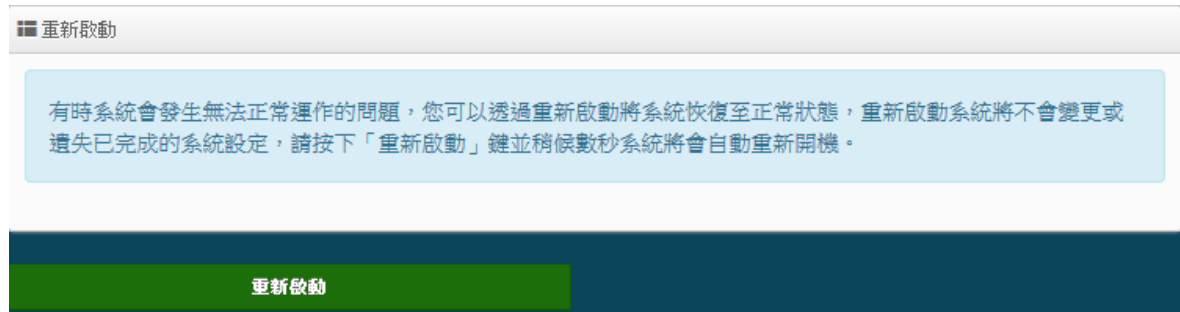 重新啟動
有時系統會發生無法正常運作的問題，您可以透過重新啟動將系統恢復至正常狀態，重新啟動系統將不會變更或
遺失已完成的系統設定，請按下「重新啟動」鍵並稍候數秒系統將會自動重新開機。
重新啟動